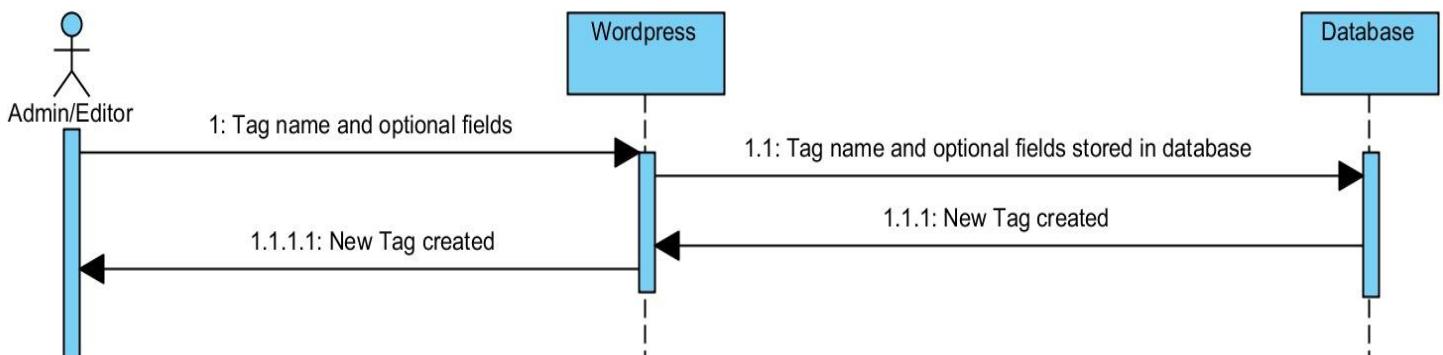 Wordpress
Database
Admin/Editor
1: Tag name and optional fields
1.1: Tag name and optional fields stored in database
1.1.1: New Tag created
1.1.1.1: New Tag created